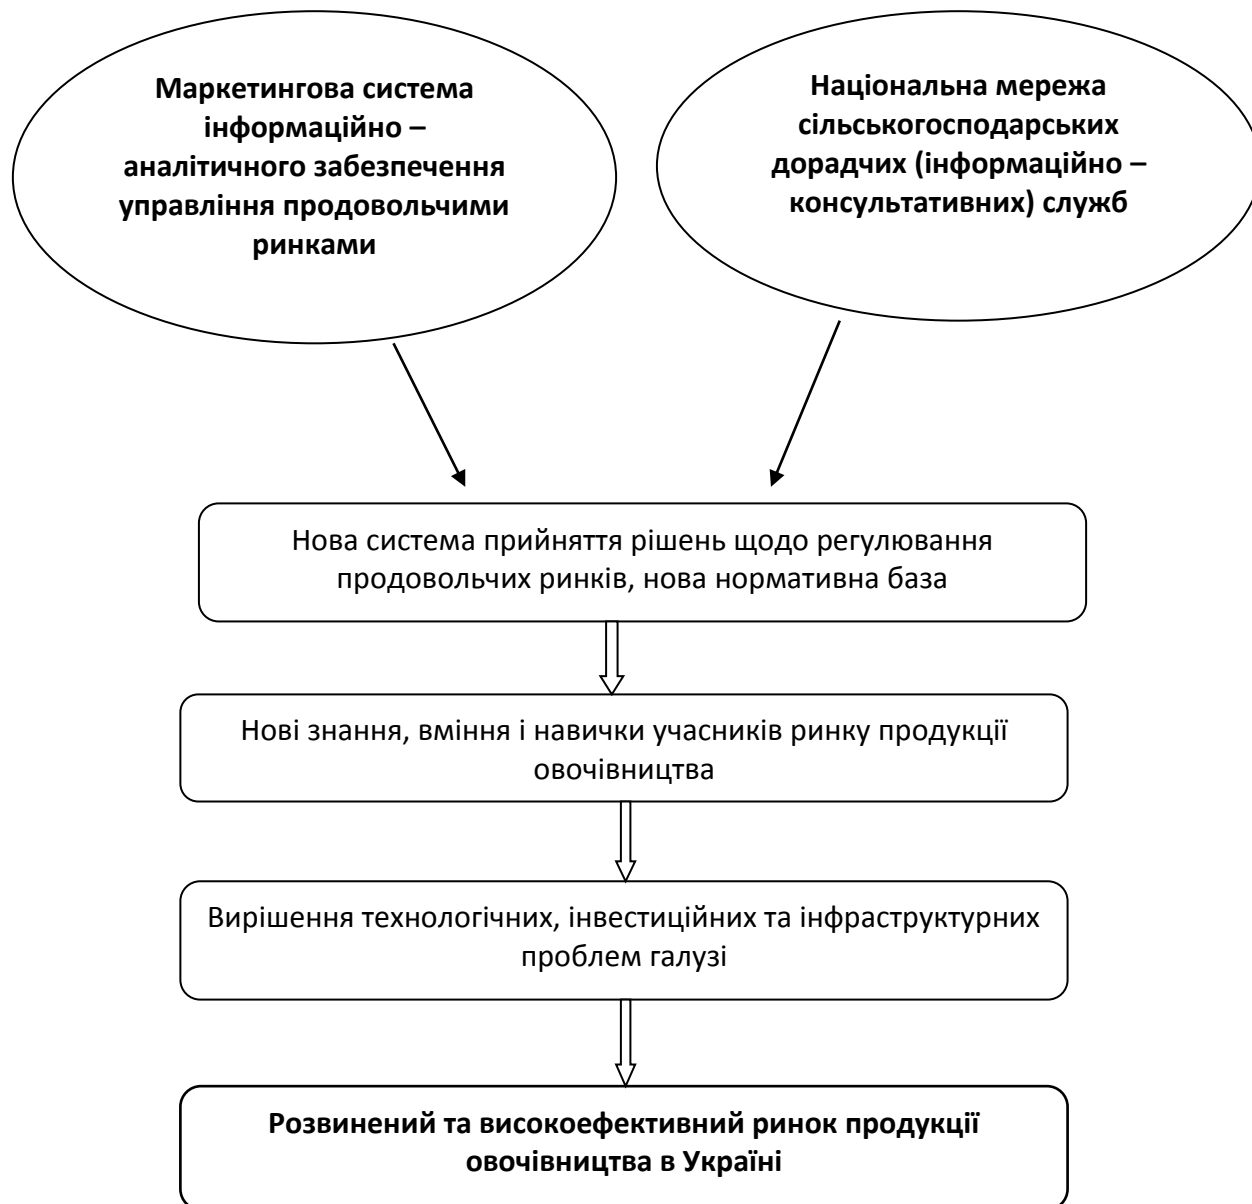 Маркетингова система
інформаційно –
аналітичного забезпечення
управління продовольчими
ринками
Національна мережа
сільськогосподарських
дорадчих (інформаційно –
консультативних) служб
Нова система прийняття рішень щодо регулювання
продовольчих ринків, нова нормативна база
Нові знання, вміння і навички учасників ринку продукції
овочівництва
Вирішення технологічних, інвестиційних та інфраструктурних
проблем галузі
Розвинений та високоефективний ринок продукції
овочівництва в Україні